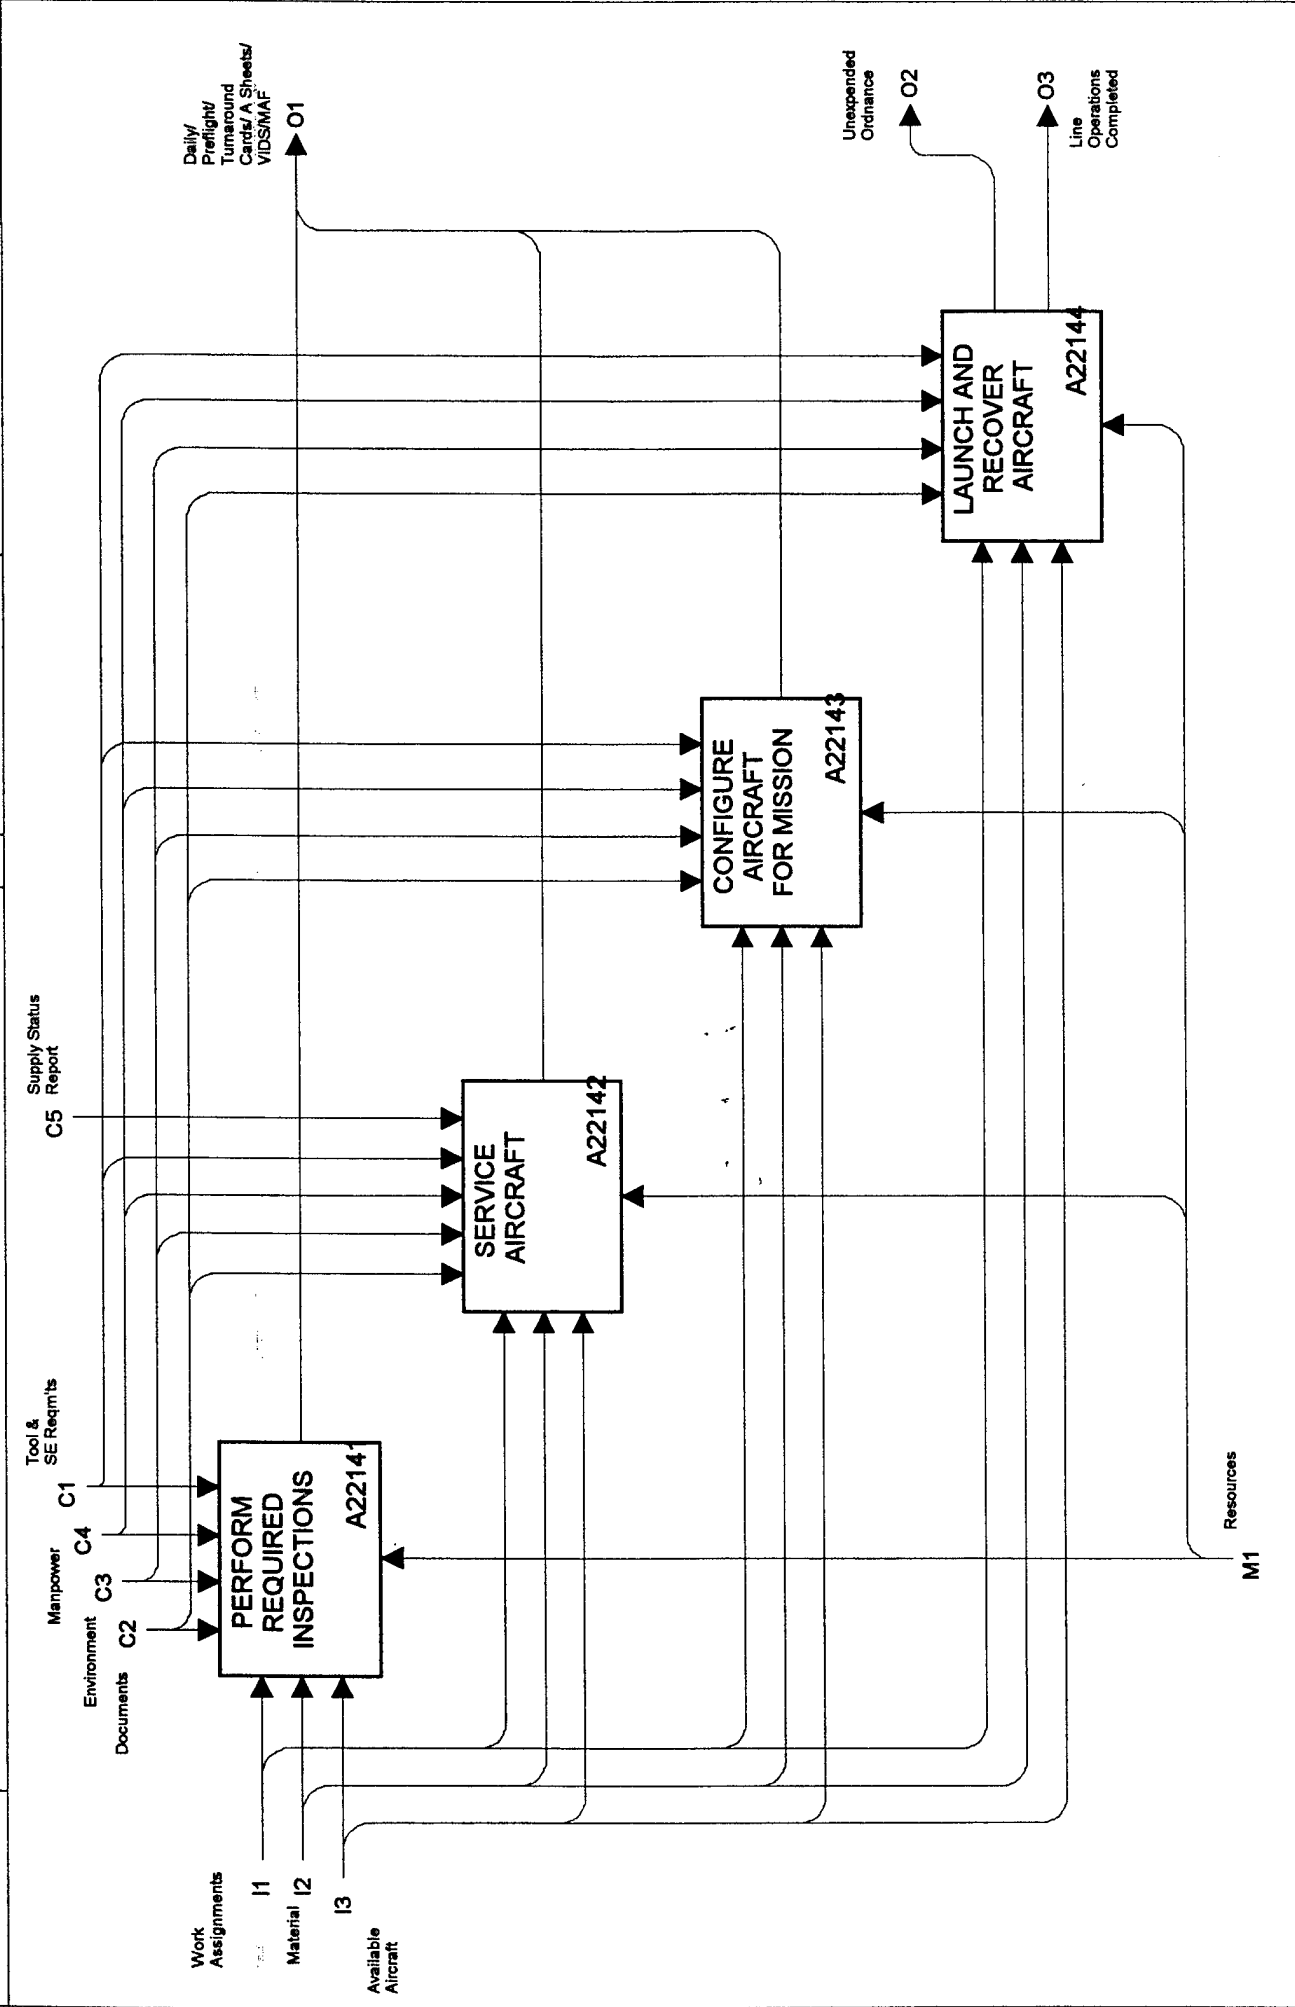 Tool &
SE Reqm'ts
C1
C4
Manpower
C3
Environment
C2
Documents
Supply Status
Report
C5
Work
Assignments
I1
Material
I2
I3
Available
Aircraft
PERFORM
REQUIRED
INSPECTIONS
A22141
SERVICE
AIRCRAFT
A22142
CONFIGURE
AIRCRAFT
FOR MISSION
A22143
LAUNCH AND
RECOVER
AIRCRAFT
A22144
Daily/
Preflight/
Turnaround
Cards/ A Sheets/
VIDS/MAF
O1
Unexpended
Ordnance
O2
O3
Line
Operations
Completed
M1
Resources